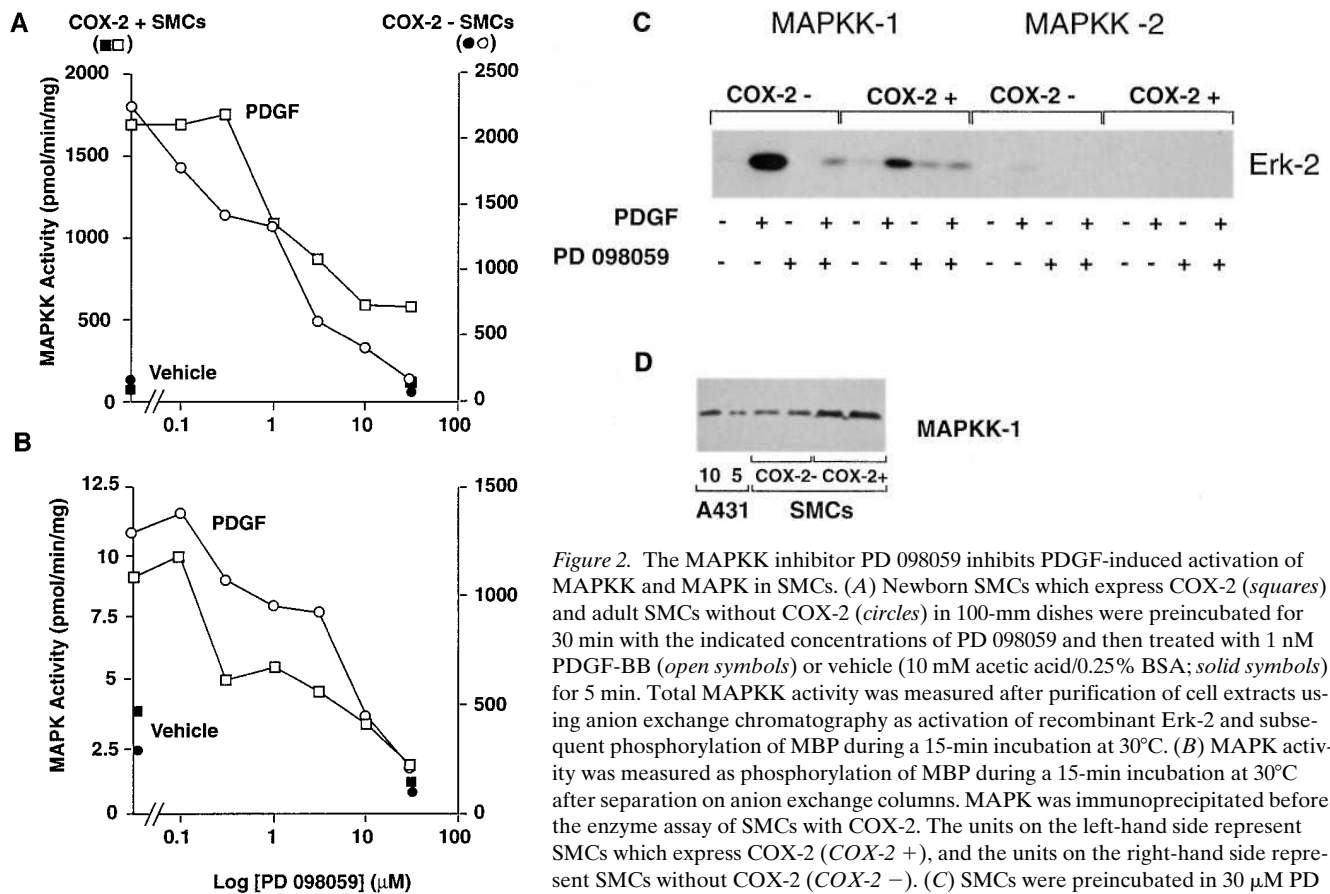 A
COX-2 + SMCs
(■□)
COX-2 - SMCs
(●○)
2000
1500
1000
500
0
2500
2000
1500
1000
500
0
MAPKK Activity (pmol/min/mg)
PDGF
Vehicle
0.1 1 10 100
B
12.5
10
7.5
5
2.5
0
1500
1000
500
0
MAPK Activity (pmol/min/mg)
PDGF
Vehicle
0.1 1 10 100
Log [PD 098059] (μM)
C
MAPKK-1 MAPKK -2
COX-2 - COX-2 + COX-2 - COX-2 +
Erk-2
PDGF - + - + - + - + - + - + - + - +
PD 098059 - - + + - - + + - - + + - - + +
D
MAPKK-1
10 5 COX-2- COX-2+
A431 SMCs
Figure 2. The MAPKK inhibitor PD 098059 inhibits PDGF-induced activation of
MAPKK and MAPK in SMCs. (A) Newborn SMCs which express COX-2 (squares)
and adult SMCs without COX-2 (circles) in 100-mm dishes were preincubated for
30 min with the indicated concentrations of PD 098059 and then treated with 1 nM
PDGF-BB (open symbols) or vehicle (10 mM acetic acid/0.25% BSA; solid symbols)
for 5 min. Total MAPKK activity was measured after purification of cell extracts us-
ing anion exchange chromatography as activation of recombinant Erk-2 and subse-
quent phosphorylation of MBP during a 15-min incubation at 30°C. (B) MAPK activ-
ity was measured as phosphorylation of MBP during a 15-min incubation at 30°C
after separation on anion exchange columns. MAPK was immunoprecipitated before
the enzyme assay of SMCs with COX-2. The units on the left-hand side represent
SMCs which express COX-2 (COX-2 +), and the units on the right-hand side repre-
sent SMCs without COX-2 (COX-2 −). (C) SMCs were preincubated in 30 μM PD